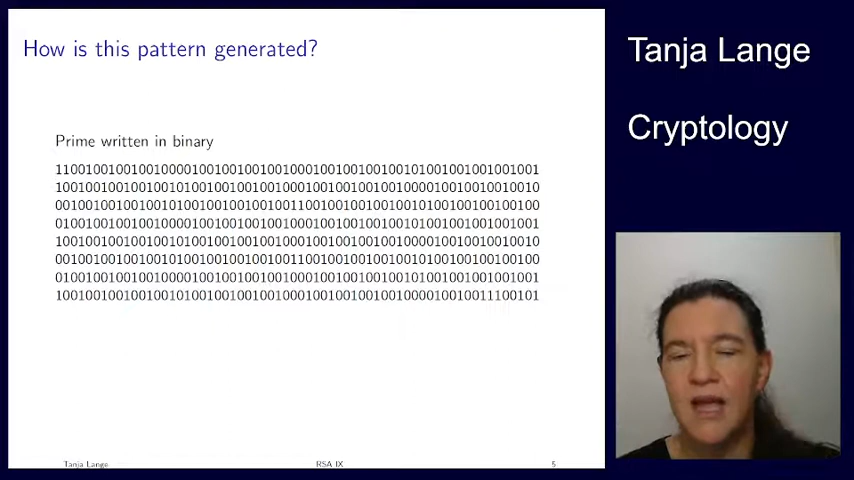 How is this pattern generated?
Tanja Lange
Cryptology
Prime written in binary
1100100100100100001001001001001000100100100100101001001001001001
1001001001001001010010010010010001001001001001000010010010010010
0010010010010010100100100100100110010010010010010100100100100100
0100100100100100001001001001001000100100100100101001001001001001
1001001001001001010010010010010001001001001001000010010010010010
0010010010010010100100100100100110010010010010010100100100100100
0100100100100100001001001001001000100100100100101001001001001001
1001001001001001010010010010010001001001001001000010010011100101
Tanja Lange
RSA IX
5